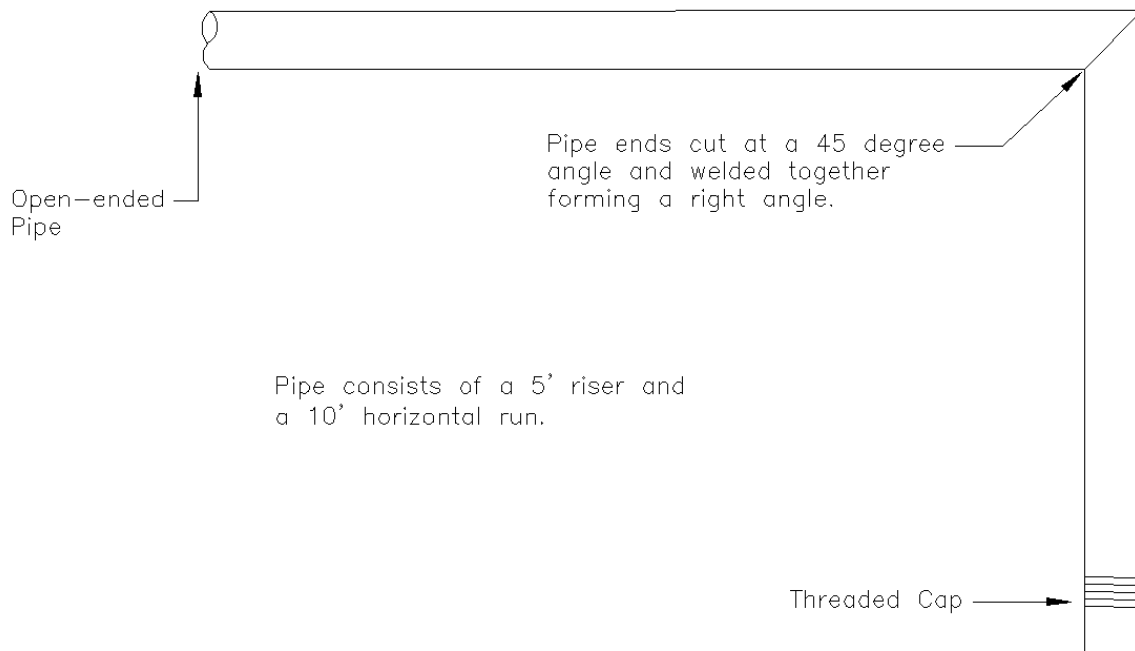 Pipe ends cut at a 45 degree
angle and welded together
forming a right angle.
Open-ended
Pipe
Pipe consists of a 5' riser and
a 10' horizontal run.
Threaded Cap